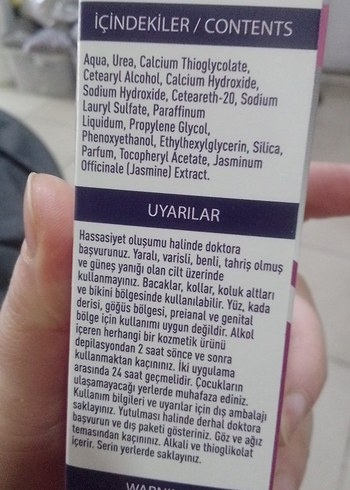 İÇİNDEKİLER / CONTENTS
Aqua, Urea, Calcium Thioglycolate,
Cetearyl Alcohol, Calcium Hydroxide,
Sodium Hydroxide, Ceteareth-20, Sodium
Lauryl Sulfate, Paraffinum
Liquidum, Propylene Glycol,
Phenoxyethanol, Ethylhexylglycerin, Silica,
Parfum, Tocopheryl Acetate, Jasminum
Officinale (Jasmine) Extract.
UYARILAR
Hassasiyet oluşumu halinde doktora
başvurunuz. Yaralı, varisli, benli, tahriş olmuş
ve güneş yanığı olan cilt üzerinde
kullanmayınız. Bacaklar, kollar, koluk altları
ve bikini bölgesinde kullanılabilir. Yüz, kada
derisi, göğüs bölgesi, preianal ve genital
bölge için kullanımı uygun değildir. Alkol
içeren herhangi bir kozmetik ürünü
depilasyondan 2 saat sönce ve sonra
kullanmaktan kaçınınız. İki uygulama
arasında 24 saat geçmelidir. Çocukların
ulaşamayacağı yerlerde muhafaza ediniz.
Kullanım bilgileri ve uyarılar için dış ambalajı
saklayınız. Yutulması halinde derhal doktora
başvurun ve dış paketi gösteriniz. Göz ve ağız
temasından kaçınınız. Alkali ve thioglikolat
içerir. Serin yerlerde saklayınız.